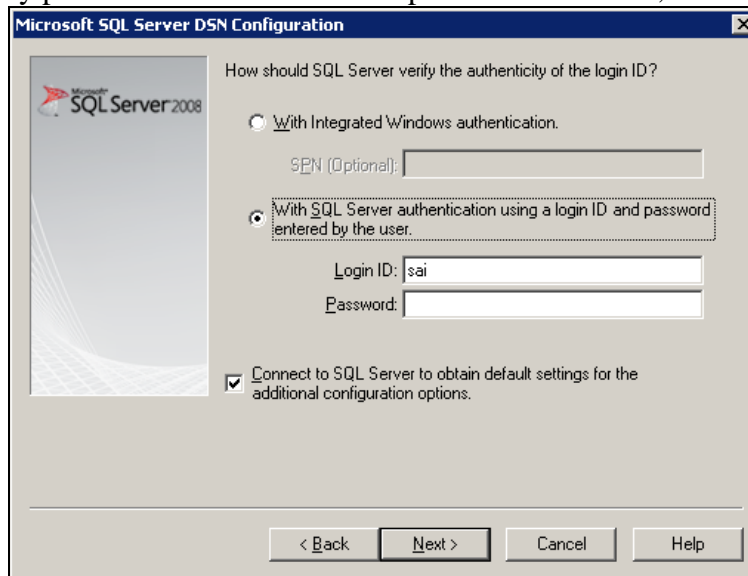 Microsoft SQL Server DSN Configuration
How should SQL Server verify the authenticity of the login ID?
Microsoft
SQL Server 2008
With Integrated Windows authentication.
SPN (Optional):
With SQL Server authentication using a login ID and password
entered by the user.
Login ID: sai
Password:
Connect to SQL Server to obtain default settings for the
additional configuration options.
< Back Next > Cancel Help